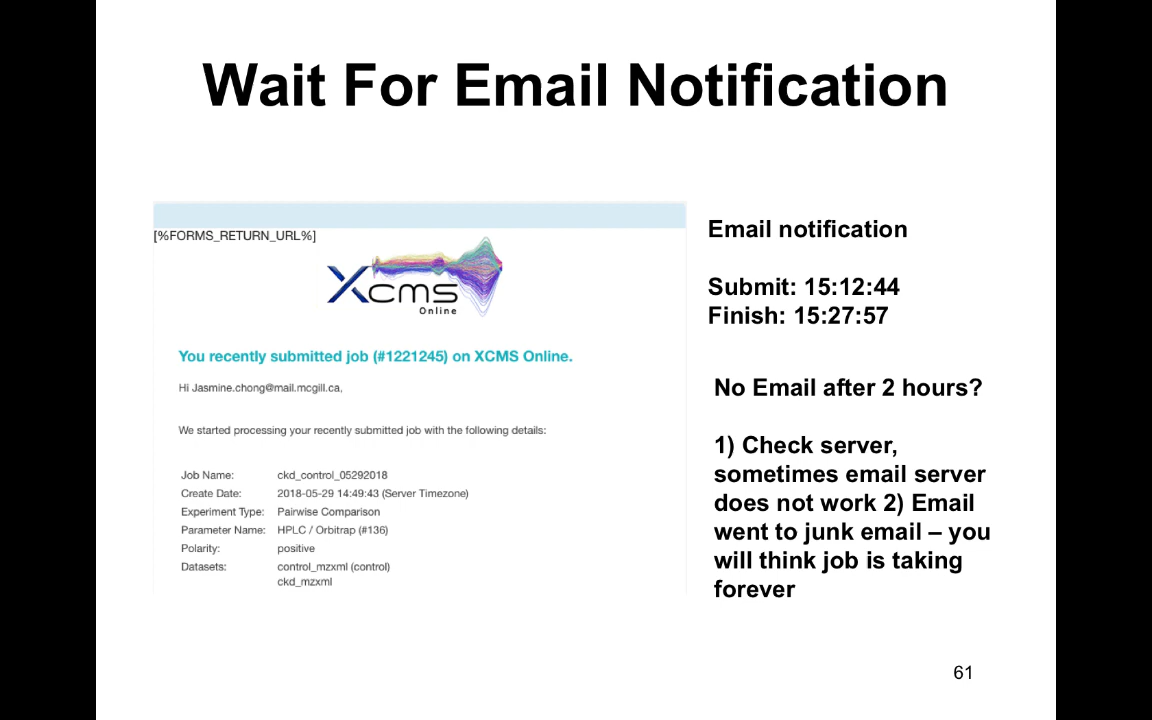 Wait For Email Notification
[%FORMS_RETURN_URL%]
Xcms
Online
You recently submitted job (#1221245) on XCMS Online.
Hi Jasmine.chong@mail.mcgill.ca,
We started processing your recently submitted job with the following details:
Job Name: ckd_control_05292018
Create Date: 2018-05-29 14:49:43 (Server Timezone)
Experiment Type: Pairwise Comparison
Parameter Name: HPLC / Orbitrap (#136)
Polarity: positive
Datasets: control_mzxml (control)
ckd_mzxml
Email notification
Submit: 15:12:44
Finish: 15:27:57
No Email after 2 hours?
1) Check server,
sometimes email server
does not work 2) Email
went to junk email – you
will think job is taking
forever
61